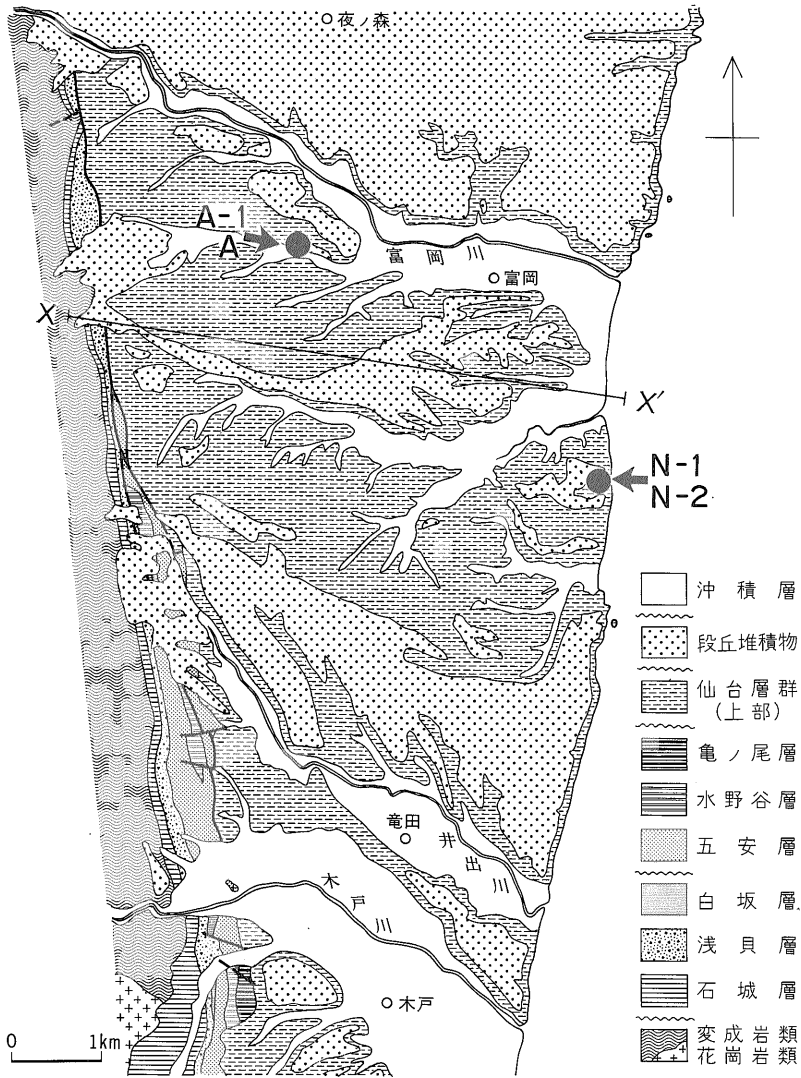 夜ノ森
A-1
A
富岡川
富岡
X
X'
N-1
N-2
沖積層
段丘堆積物
仙台層群
(上部)
亀ノ尾層
水野谷層
五安層
白坂層
浅貝層
石城層
変成岩類
花崗岩類
竜田
井出川
木戸川
木戸
0 1km